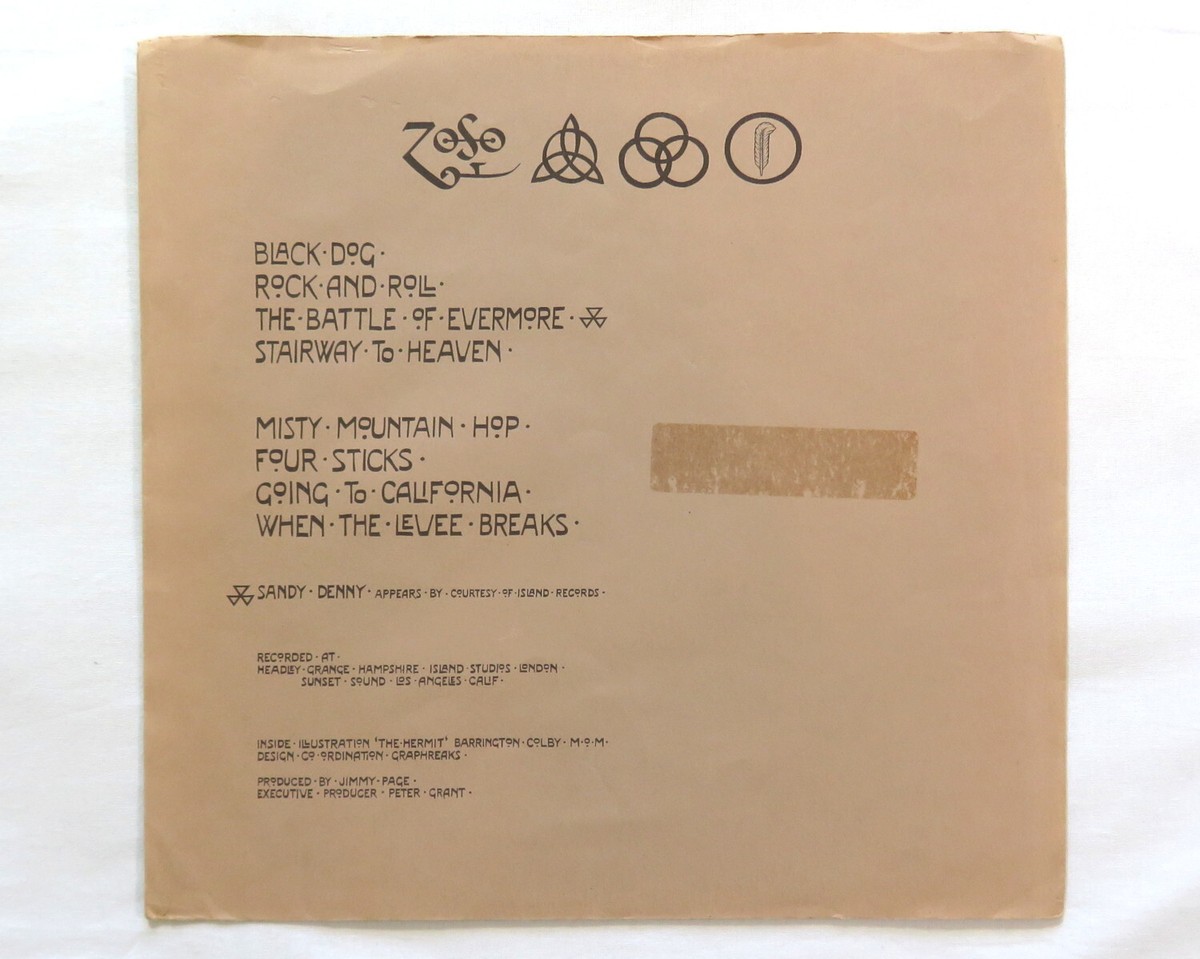 ZOSO
BLACK·DOG·
ROCK·AND·ROLL·
THE·BATTLE·OF·EVERMORE·
STAIRWAY·TO·HEAVEN·
MISTY·MOUNTAIN·HOP·
FOUR·STICKS·
GOING·TO·CALIFORNIA·
WHEN·THE·LEVEE·BREAKS·
SANDY·DENNY·APPEARS·BY·COURTESY·OF·ISLAND·RECORDS·
RECORDED·AT·
HEADLEY·GRANGE·HAMPSHIRE·ISLAND·STUDIOS·LONDON·
SUNSET·SOUND·LOS·ANGELES·CALIF·
INSIDE·ILLUSTRATION 'THE·HERMIT' BARRINGTON·COLBY·M·O·M·
DESIGN·CO·ORDINATION·GRAPHREAKS·
PRODUCED·BY·JIMMY·PAGE·
EXECUTIVE·PRODUCER·PETER·GRANT·